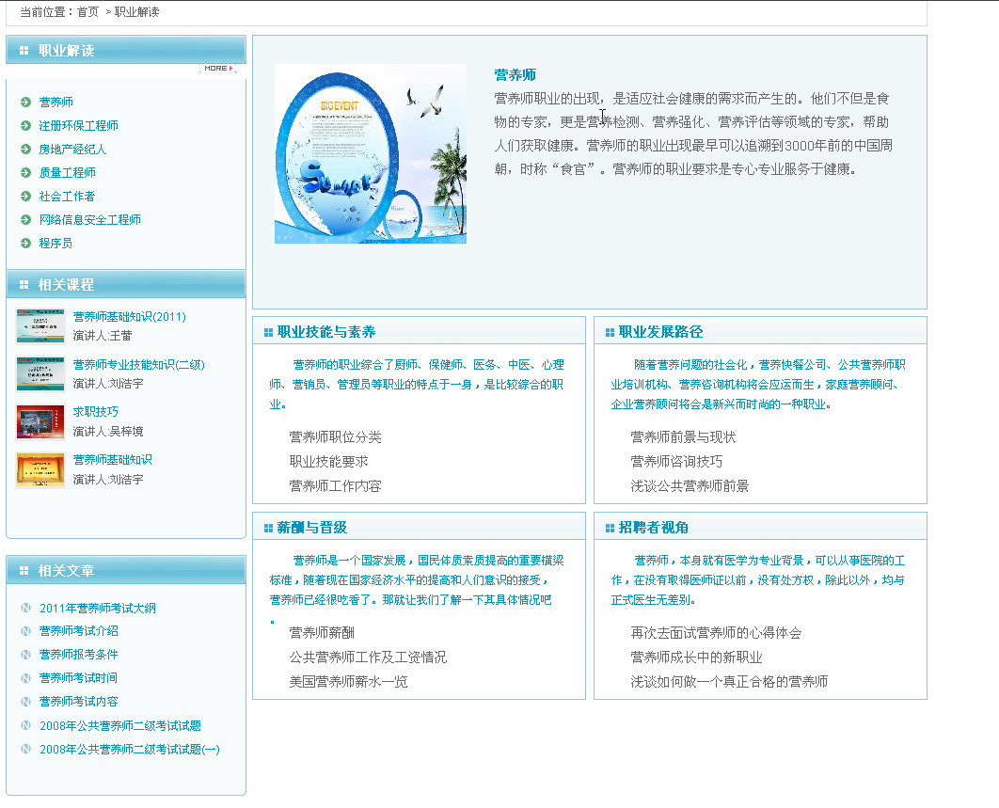 当前位置：首页 > 职业解读
职业解读
MORE
营养师
注册环保工程师
房地产经纪人
质量工程师
社会工作者
网络信息安全工程师
程序员
相关课程
营养师基础知识(2011)
演讲人:王蕾
营养师专业技能知识(二级)
演讲人:刘浩宇
求职技巧
演讲人:吴梓境
营养师基础知识
演讲人:刘浩宇
相关文章
2011年营养师考试大纲
营养师考试介绍
营养师报考条件
营养师考试时间
营养师考试内容
2008年公共营养师二级考试试题
2008年公共营养师二级考试试题(一)
BIG EVENT
营养师
营养师职业的出现，是适应社会健康的需求而产生的。他们不但是食
物的专家，更是营养检测、营养强化、营养评估等领域的专家，帮助
人们获取健康。营养师的职业出现最早可以追溯到3000年前的中国周
朝，时称“食官”。营养师的职业要求是专心专业服务于健康。
职业技能与素养
营养师的职业综合了厨师、保健师、医务、中医、心理
师、营销员、管理员等职业的特点于一身，是比较综合的职
业。
营养师职位分类
职业技能要求
营养师工作内容
职业发展路径
随着营养问题的社会化，营养快餐公司、公共营养师职
业培训机构、营养咨询机构将会应运而生，家庭营养顾问、
企业营养顾问将会是新兴而时尚的一种职业。
营养师前景与现状
营养师咨询技巧
浅谈公共营养师前景
薪酬与晋级
营养师是一个国家发展，国民体质素质提高的重要横梁
标准，随着现在国家经济水平的提高和人们意识的接受，
营养师已经很吃香了。那就让我们了解一下其具体情况吧
。
营养师薪酬
公共营养师工作及工资情况
美国营养师薪水一览
招聘者视角
营养师，本身就有医学为专业背景，可以从事医院的工
作，在没有取得医师证以前，没有处方权，除此以外，均与
正式医生无差别。
再次去面试营养师的心得体会
营养师成长中的新职业
浅谈如何做一个真正合格的营养师